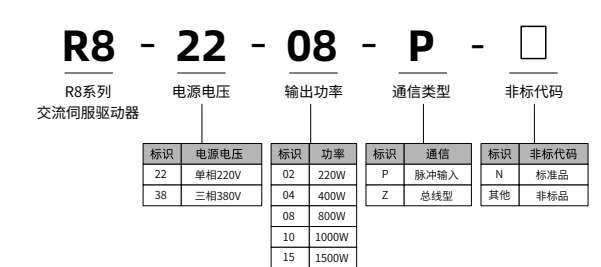 R8 - 22 - 08 - P - □
R8系列
交流伺服驱动器
电源电压
输出功率
通信类型
非标代码
标识 电源电压
22 单相220V
38 三相380V
标识 功率
02 220W
04 400W
08 800W
10 1000W
15 1500W
标识 通信
P 脉冲输入
Z 总线型
标识 非标代码
N 标准品
其他 非标品